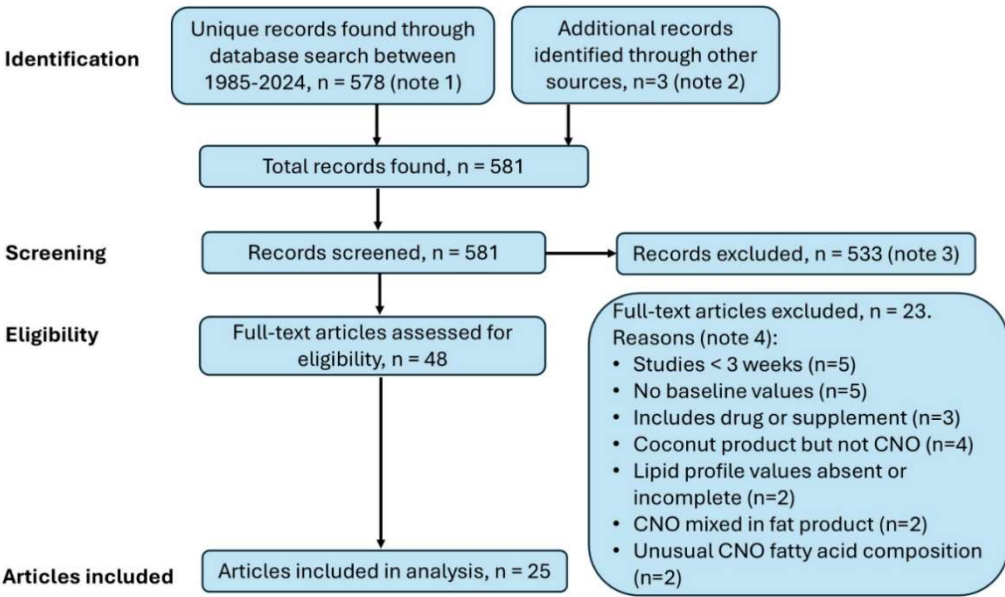 Identification
Unique records found through
database search between
1985-2024, n = 578 (note 1)
Additional records
identified through other
sources, n=3 (note 2)
Total records found, n = 581
Screening
Records screened, n = 581
Records excluded, n = 533 (note 3)
Eligibility
Full-text articles assessed for
eligibility, n = 48
Full-text articles excluded, n = 23.
Reasons (note 4):
• Studies < 3 weeks (n=5)
• No baseline values (n=5)
• Includes drug or supplement (n=3)
• Coconut product but not CNO (n=4)
• Lipid profile values absent or
incomplete (n=2)
• CNO mixed in fat product (n=2)
• Unusual CNO fatty acid composition
(n=2)
Articles included
Articles included in analysis, n = 25